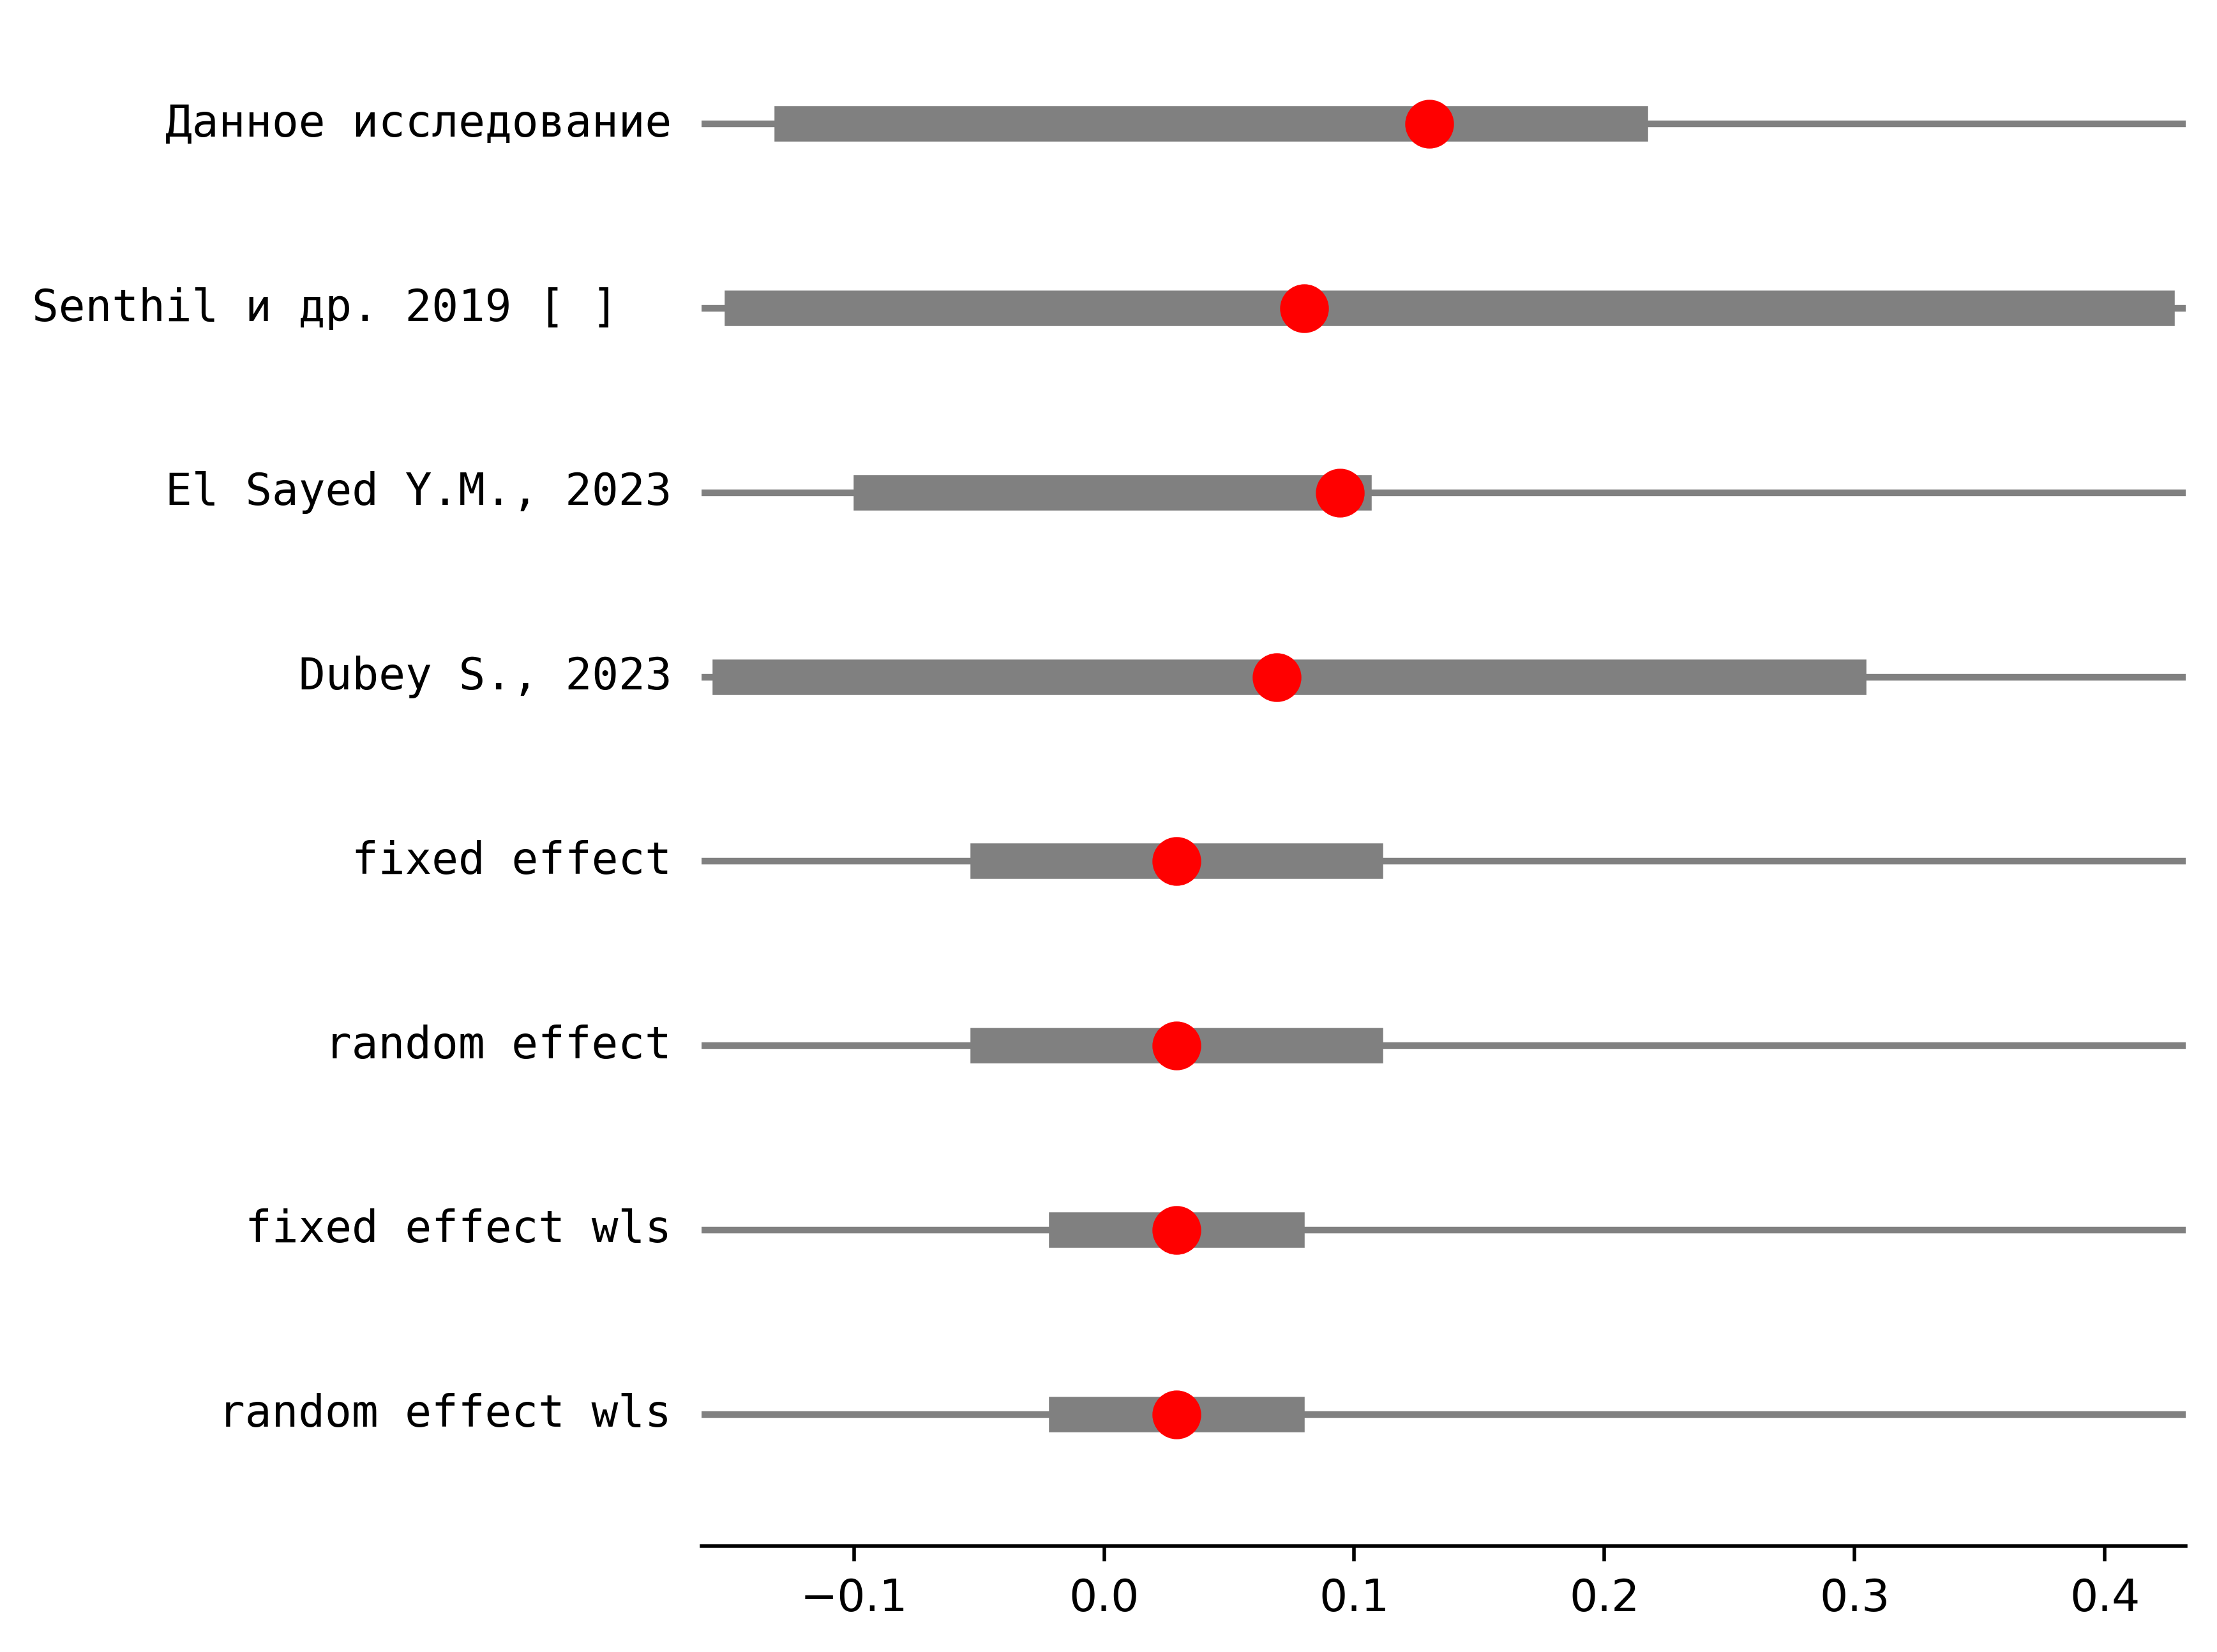 Данное исследование
Senthil и др. 2019 [ ]
El Sayed Y.M., 2023
Dubey S., 2023
fixed effect
random effect
fixed effect wls
random effect wls
−0.1 0.0 0.1 0.2 0.3 0.4